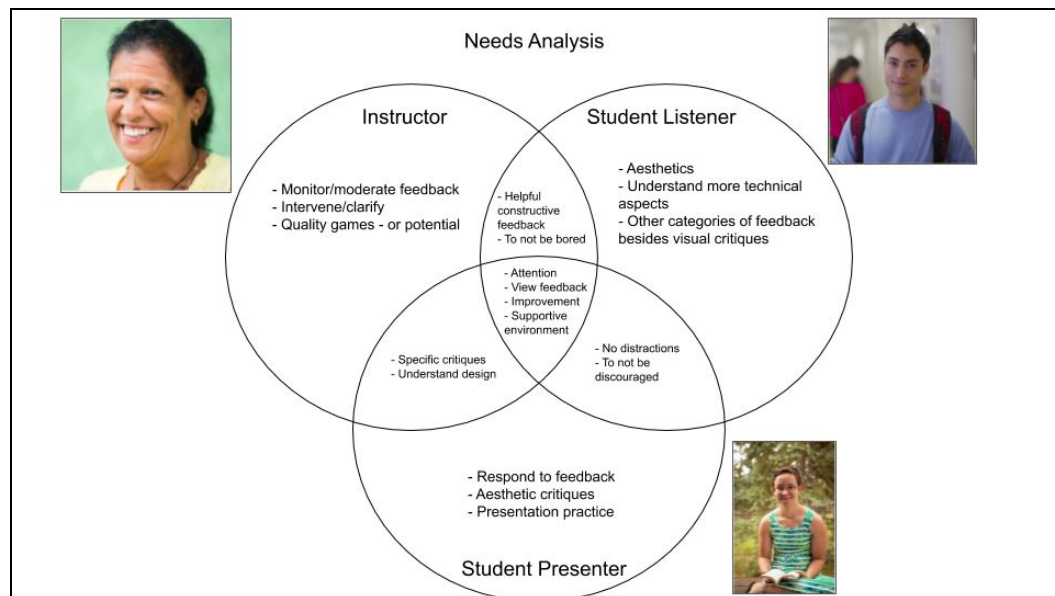 Needs Analysis
Instructor
Student Listener
- Monitor/moderate feedback
- Intervene/clarify
- Quality games - or potential
- Helpful
constructive
feedback
- To not be bored
- Aesthetics
- Understand more technical
aspects
- Other categories of feedback
besides visual critiques
- Attention
- View feedback
- Improvement
- Supportive
environment
- Specific critiques
- Understand design
- No distractions
- To not be
discouraged
- Respond to feedback
- Aesthetic critiques
- Presentation practice
Student Presenter